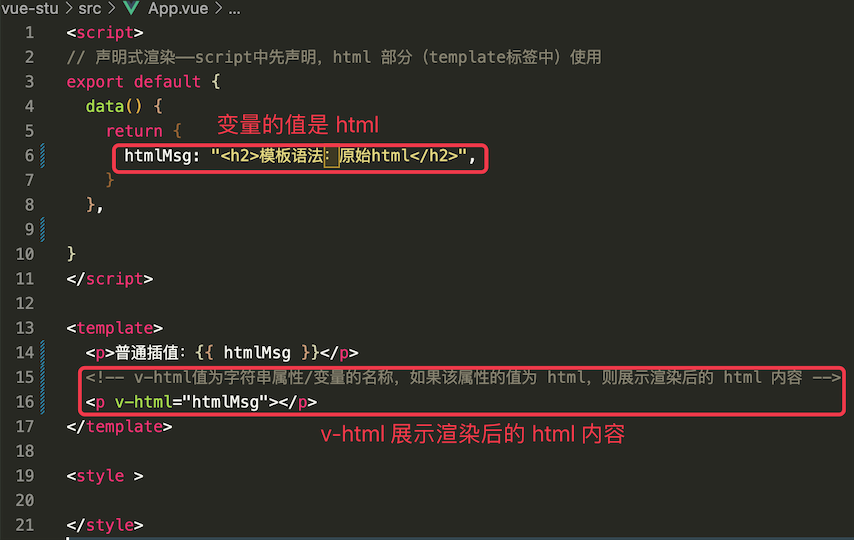 vue-stu > src > App.vue > ...
1 <script>
2 // 声明式渲染——script中先声明，html 部分（template标签中）使用
3 export default {
4 data() {
变量的值是 html
5 return {
6 htmlMsg: "<h2>模板语法：原始html</h2>",
7 }
8 },
9
10 }
11 </script>
12
13 <template>
14 <p>普通插值：{{ htmlMsg }}</p>
15 <!-- v-html值为字符串属性/变量的名称，如果该属性的值为 html，则展示渲染后的 html 内容 -->
16 <p v-html="htmlMsg"></p>
17 </template>
v-html 展示渲染后的 html 内容
18
19 <style >
20
21 </style>